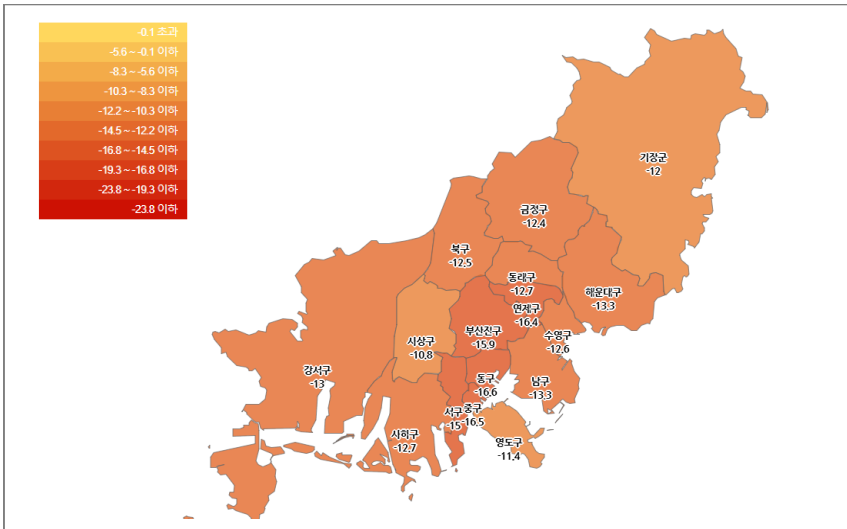 -0.1 초과
-5.6 ~ -0.1 이하
-8.3 ~ -5.6 이하
-10.3 ~ -8.3 이하
-12.2 ~ -10.3 이하
-14.5 ~ -12.2 이하
-16.8 ~ -14.5 이하
-19.3 ~ -16.8 이하
-23.8 ~ -19.3 이하
-23.8 이하
기장군
-12
금정구
-12.4
북구
-12.5
동래구
-12.7
해운대구
-13.3
연제구
-16.4
부산진구
-15.9
수영구
-12.6
사상구
-10.8
강서구
-13
동구
-16.6
남구
-13.3
서구
-15
중구
-16.5
사하구
-12.7
영도구
-11.4